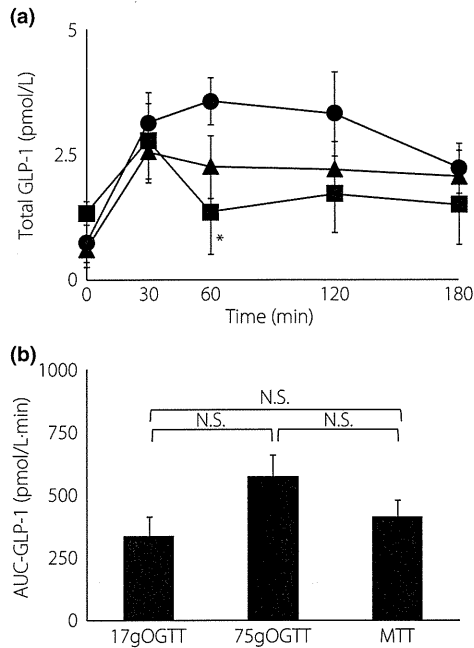 (a)
Total GLP-1 (pmol/L)
5
2.5
0
*
0 30 60 120 180
Time (min)
(b)
AUC-GLP-1 (pmol/L·min)
1000
750
500
250
0
N.S.
N.S. N.S.
17gOGTT 75gOGTT MTT